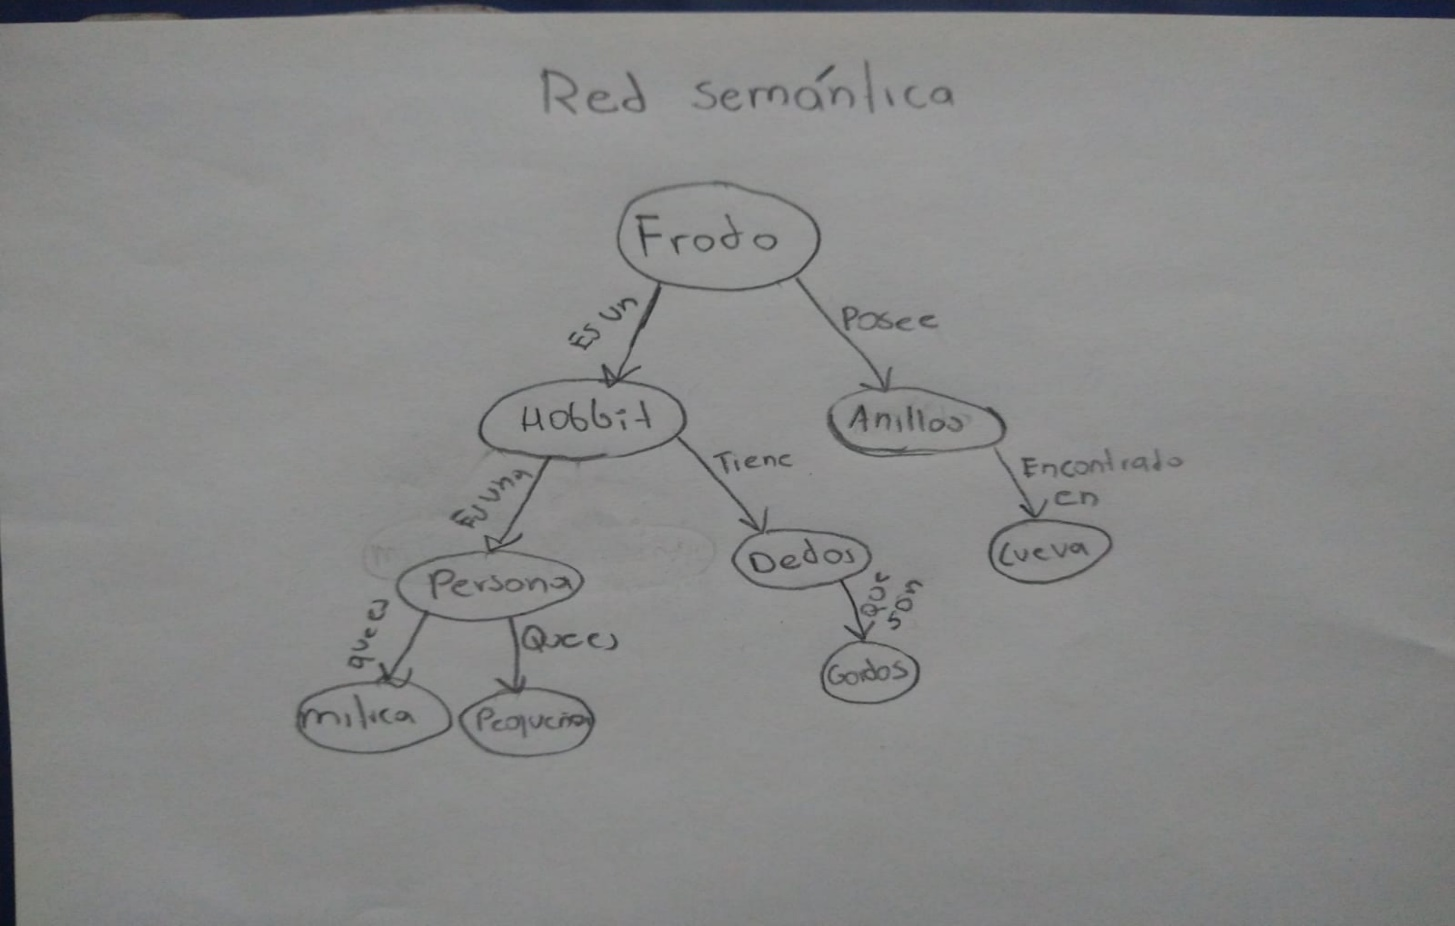 Red semántica
Frodo
Es un
Posee
Hobbit
Anillos
Es una
Tiene
Encontrado
en
Persona
Dedos
Cueva
que es
Que es
que
son
milica
Pequeña
Gordos